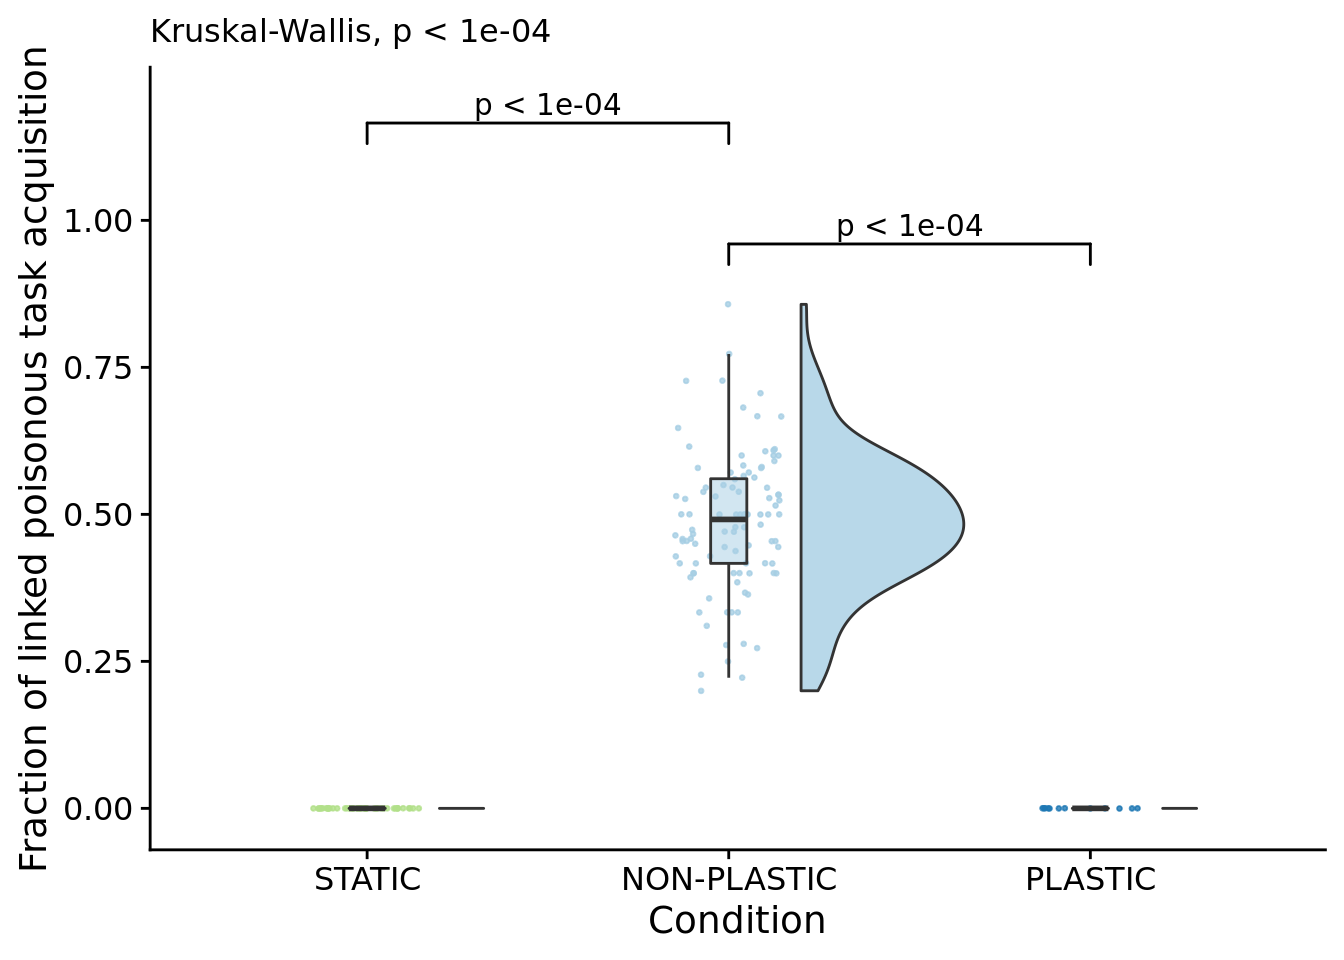 Kruskal-Wallis, p < 1e-04
p < 1e-04
p < 1e-04
Fraction of linked poisonous task acquisition
1.00
0.75
0.50
0.25
0.00
STATIC
NON-PLASTIC
PLASTIC
Condition